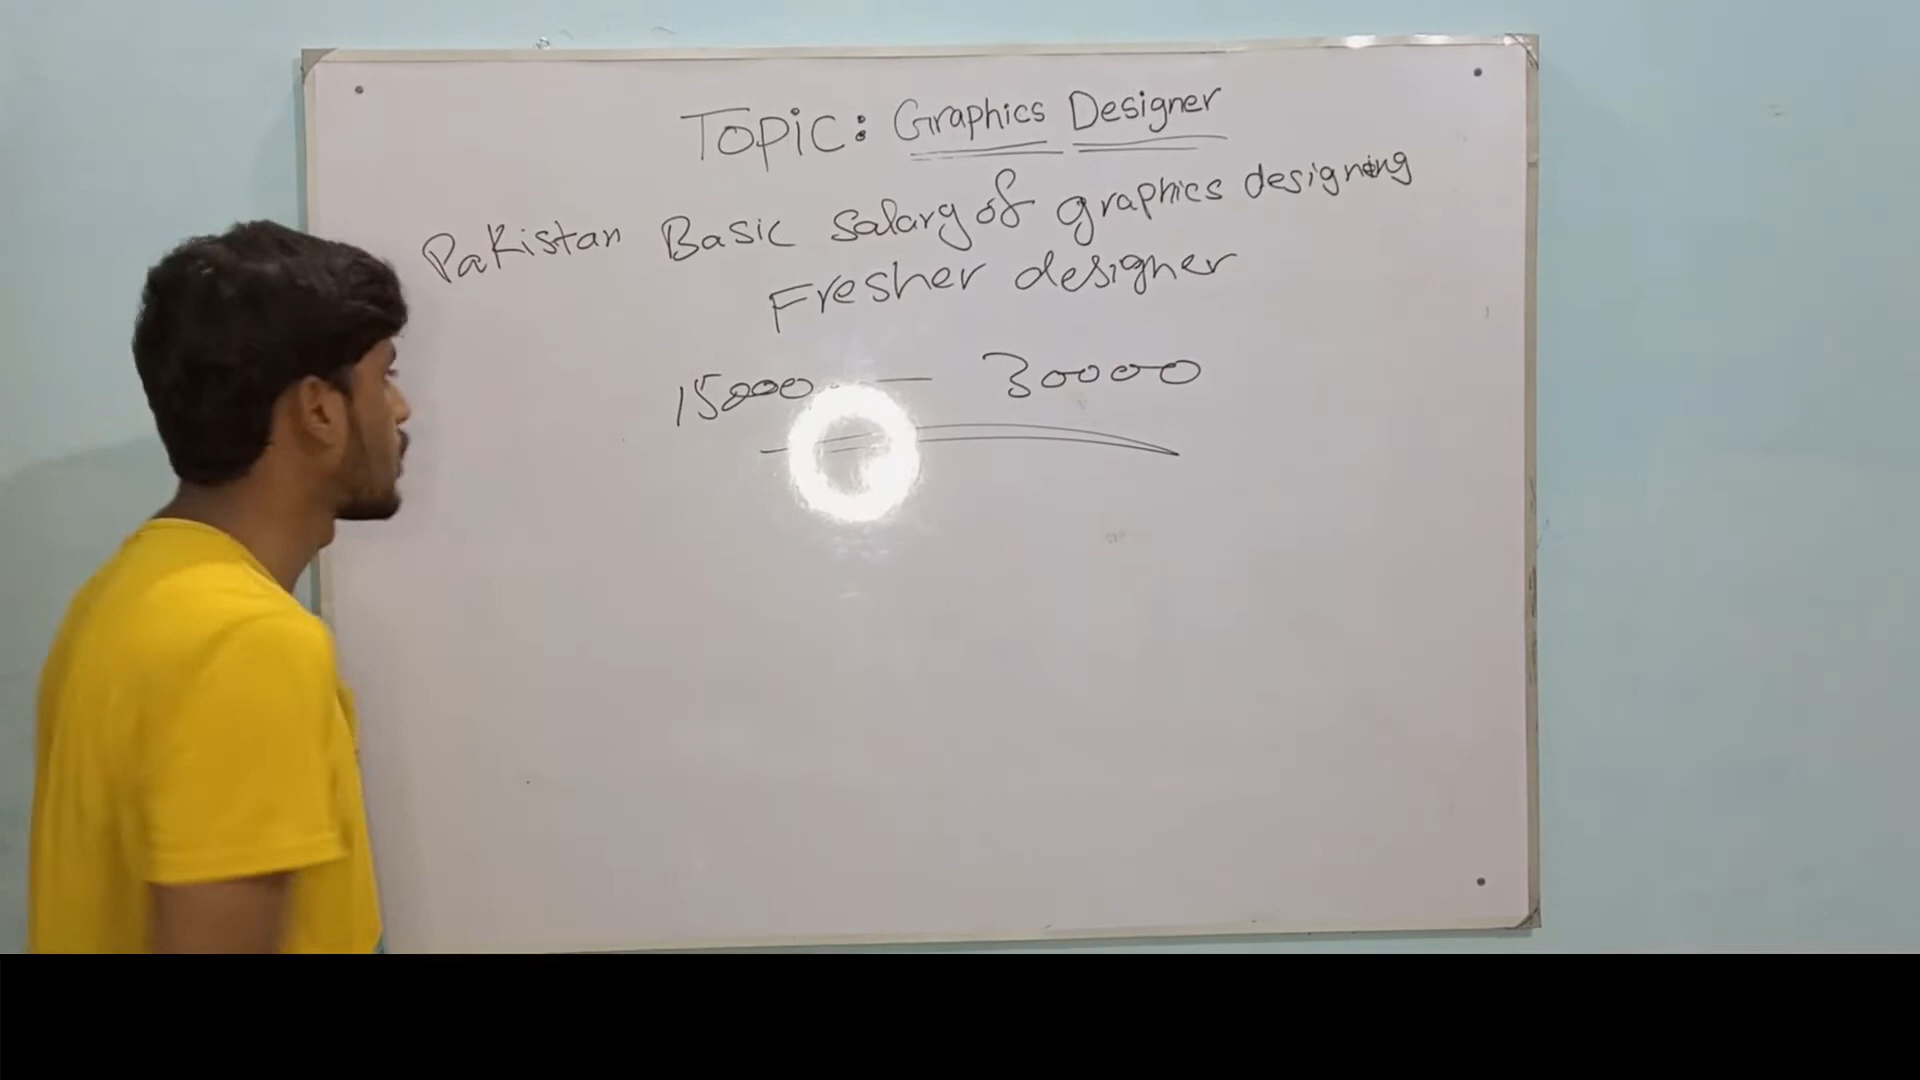 Topic: Graphics Designer
Pakistan Basic Salary of graphics designing
Fresher designer
15000 — 30000